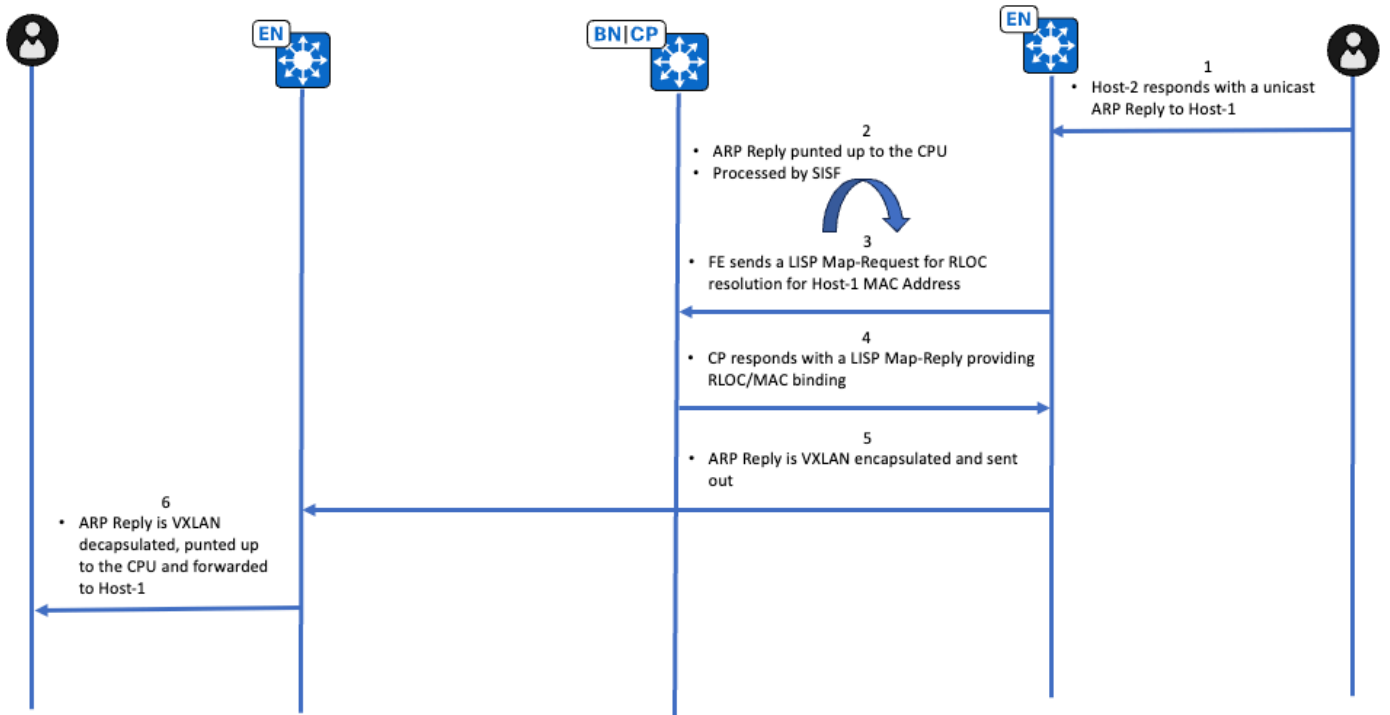 EN
BN|CP
EN
1
• Host-2 responds with a unicast
ARP Reply to Host-1
2
• ARP Reply punted up to the CPU
• Processed by SISF
3
• FE sends a LISP Map-Request for RLOC
resolution for Host-1 MAC Address
4
• CP responds with a LISP Map-Reply providing
RLOC/MAC binding
5
• ARP Reply is VXLAN encapsulated and sent
out
6
• ARP Reply is VXLAN
decapsulated, punted up
to the CPU and forwarded
to Host-1